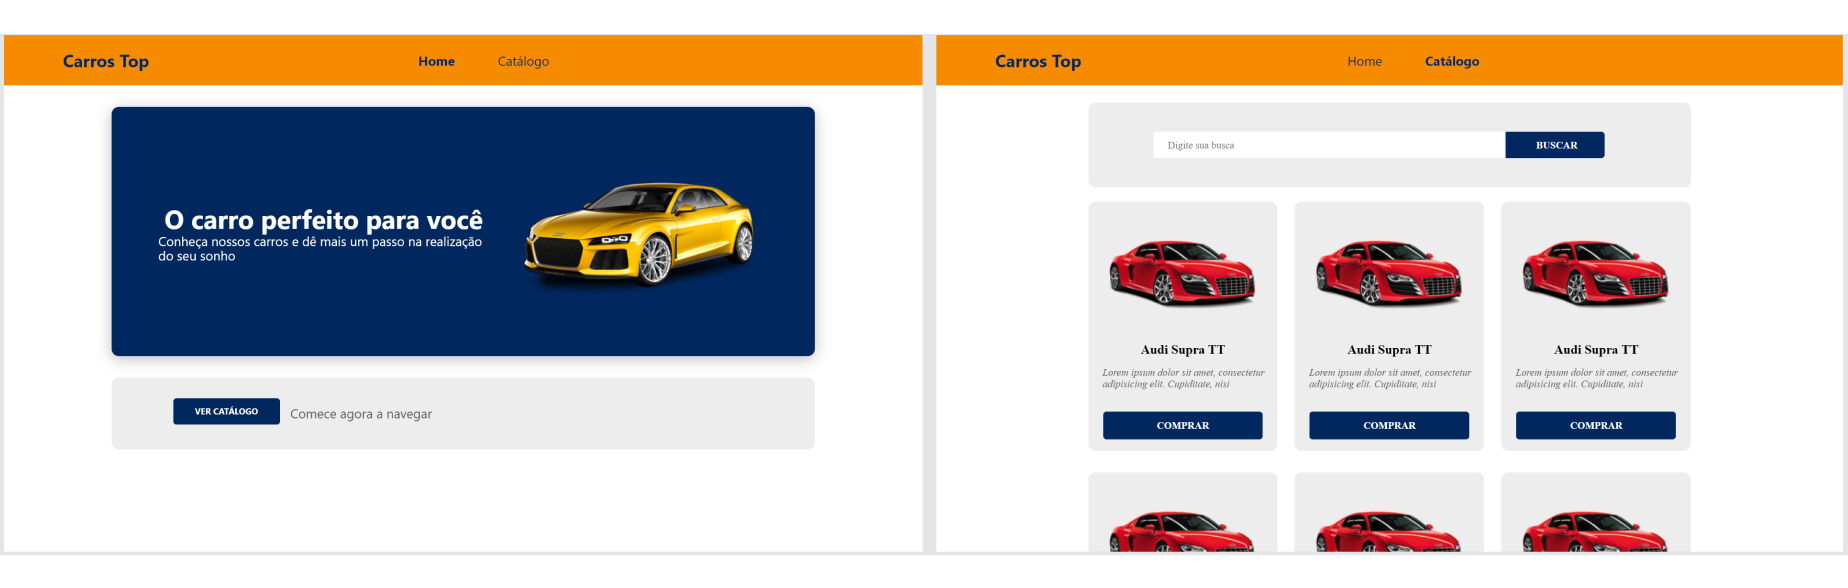 Carros Top
Home
Catálogo
O carro perfeito para você
Conheça nossos carros e dê mais um passo na realização
do seu sonho
VER CATÁLOGO
Comece agora a navegar
Carros Top
Home
Catálogo
Digite sua busca
BUSCAR
Audi Supra TT
Lorem ipsum dolor sit amet, consectetur
adipisicing elit. Cupiditate, nisi
COMPRAR
Audi Supra TT
Lorem ipsum dolor sit amet, consectetur
adipisicing elit. Cupiditate, nisi
COMPRAR
Audi Supra TT
Lorem ipsum dolor sit amet, consectetur
adipisicing elit. Cupiditate, nisi
COMPRAR